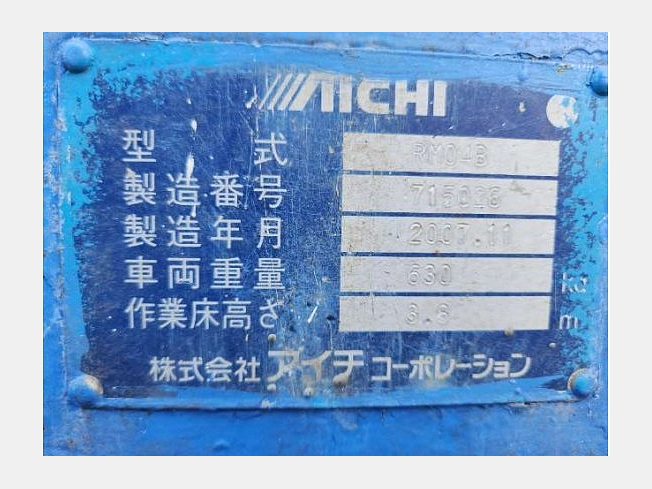 AICHI
型式 RM04B
製造番号
製造年月 2007.11
車両重量 630 kg
作業床高さ 3.6 m
株式会社アイチコーポレーション